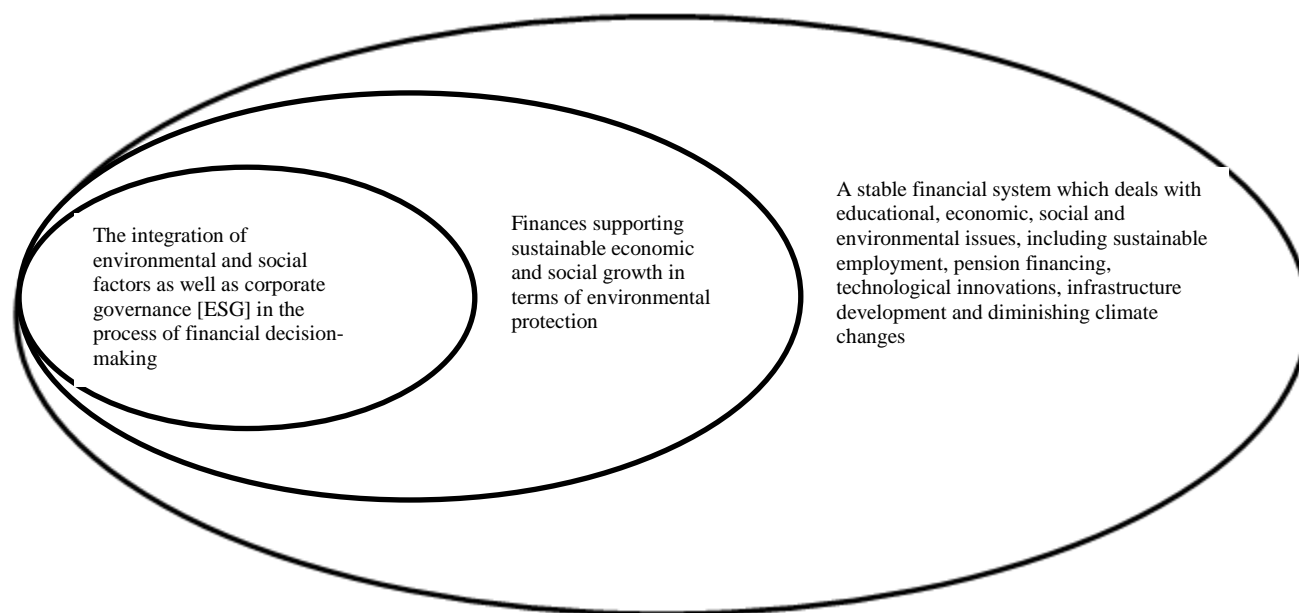 The integration of
environmental and social
factors as well as corporate
governance [ESG] in the
process of financial decision-
making
Finances supporting
sustainable economic
and social growth in
terms of environmental
protection
A stable financial system which deals with
educational, economic, social and
environmental issues, including sustainable
employment, pension financing,
technological innovations, infrastructure
development and diminishing climate
changes